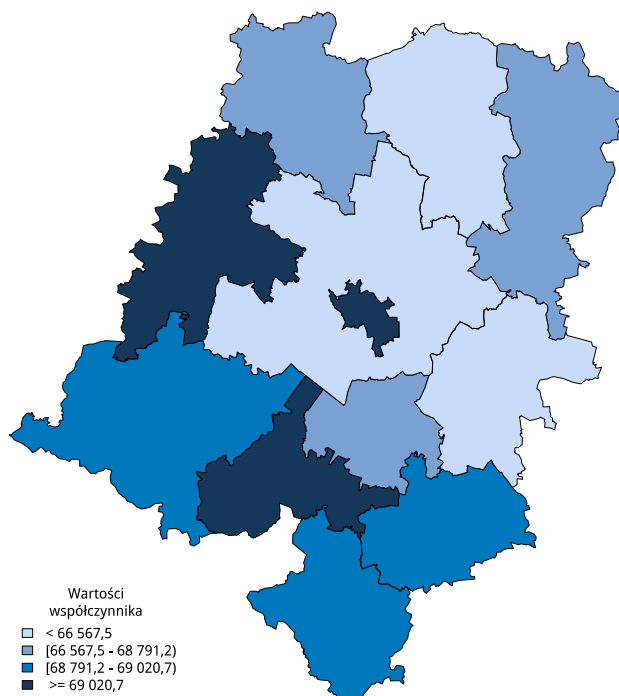 Wartości
współczynnika
< 66 567,5
[66 567,5 - 68 791,2)
[68 791,2 - 69 020,7)
>= 69 020,7